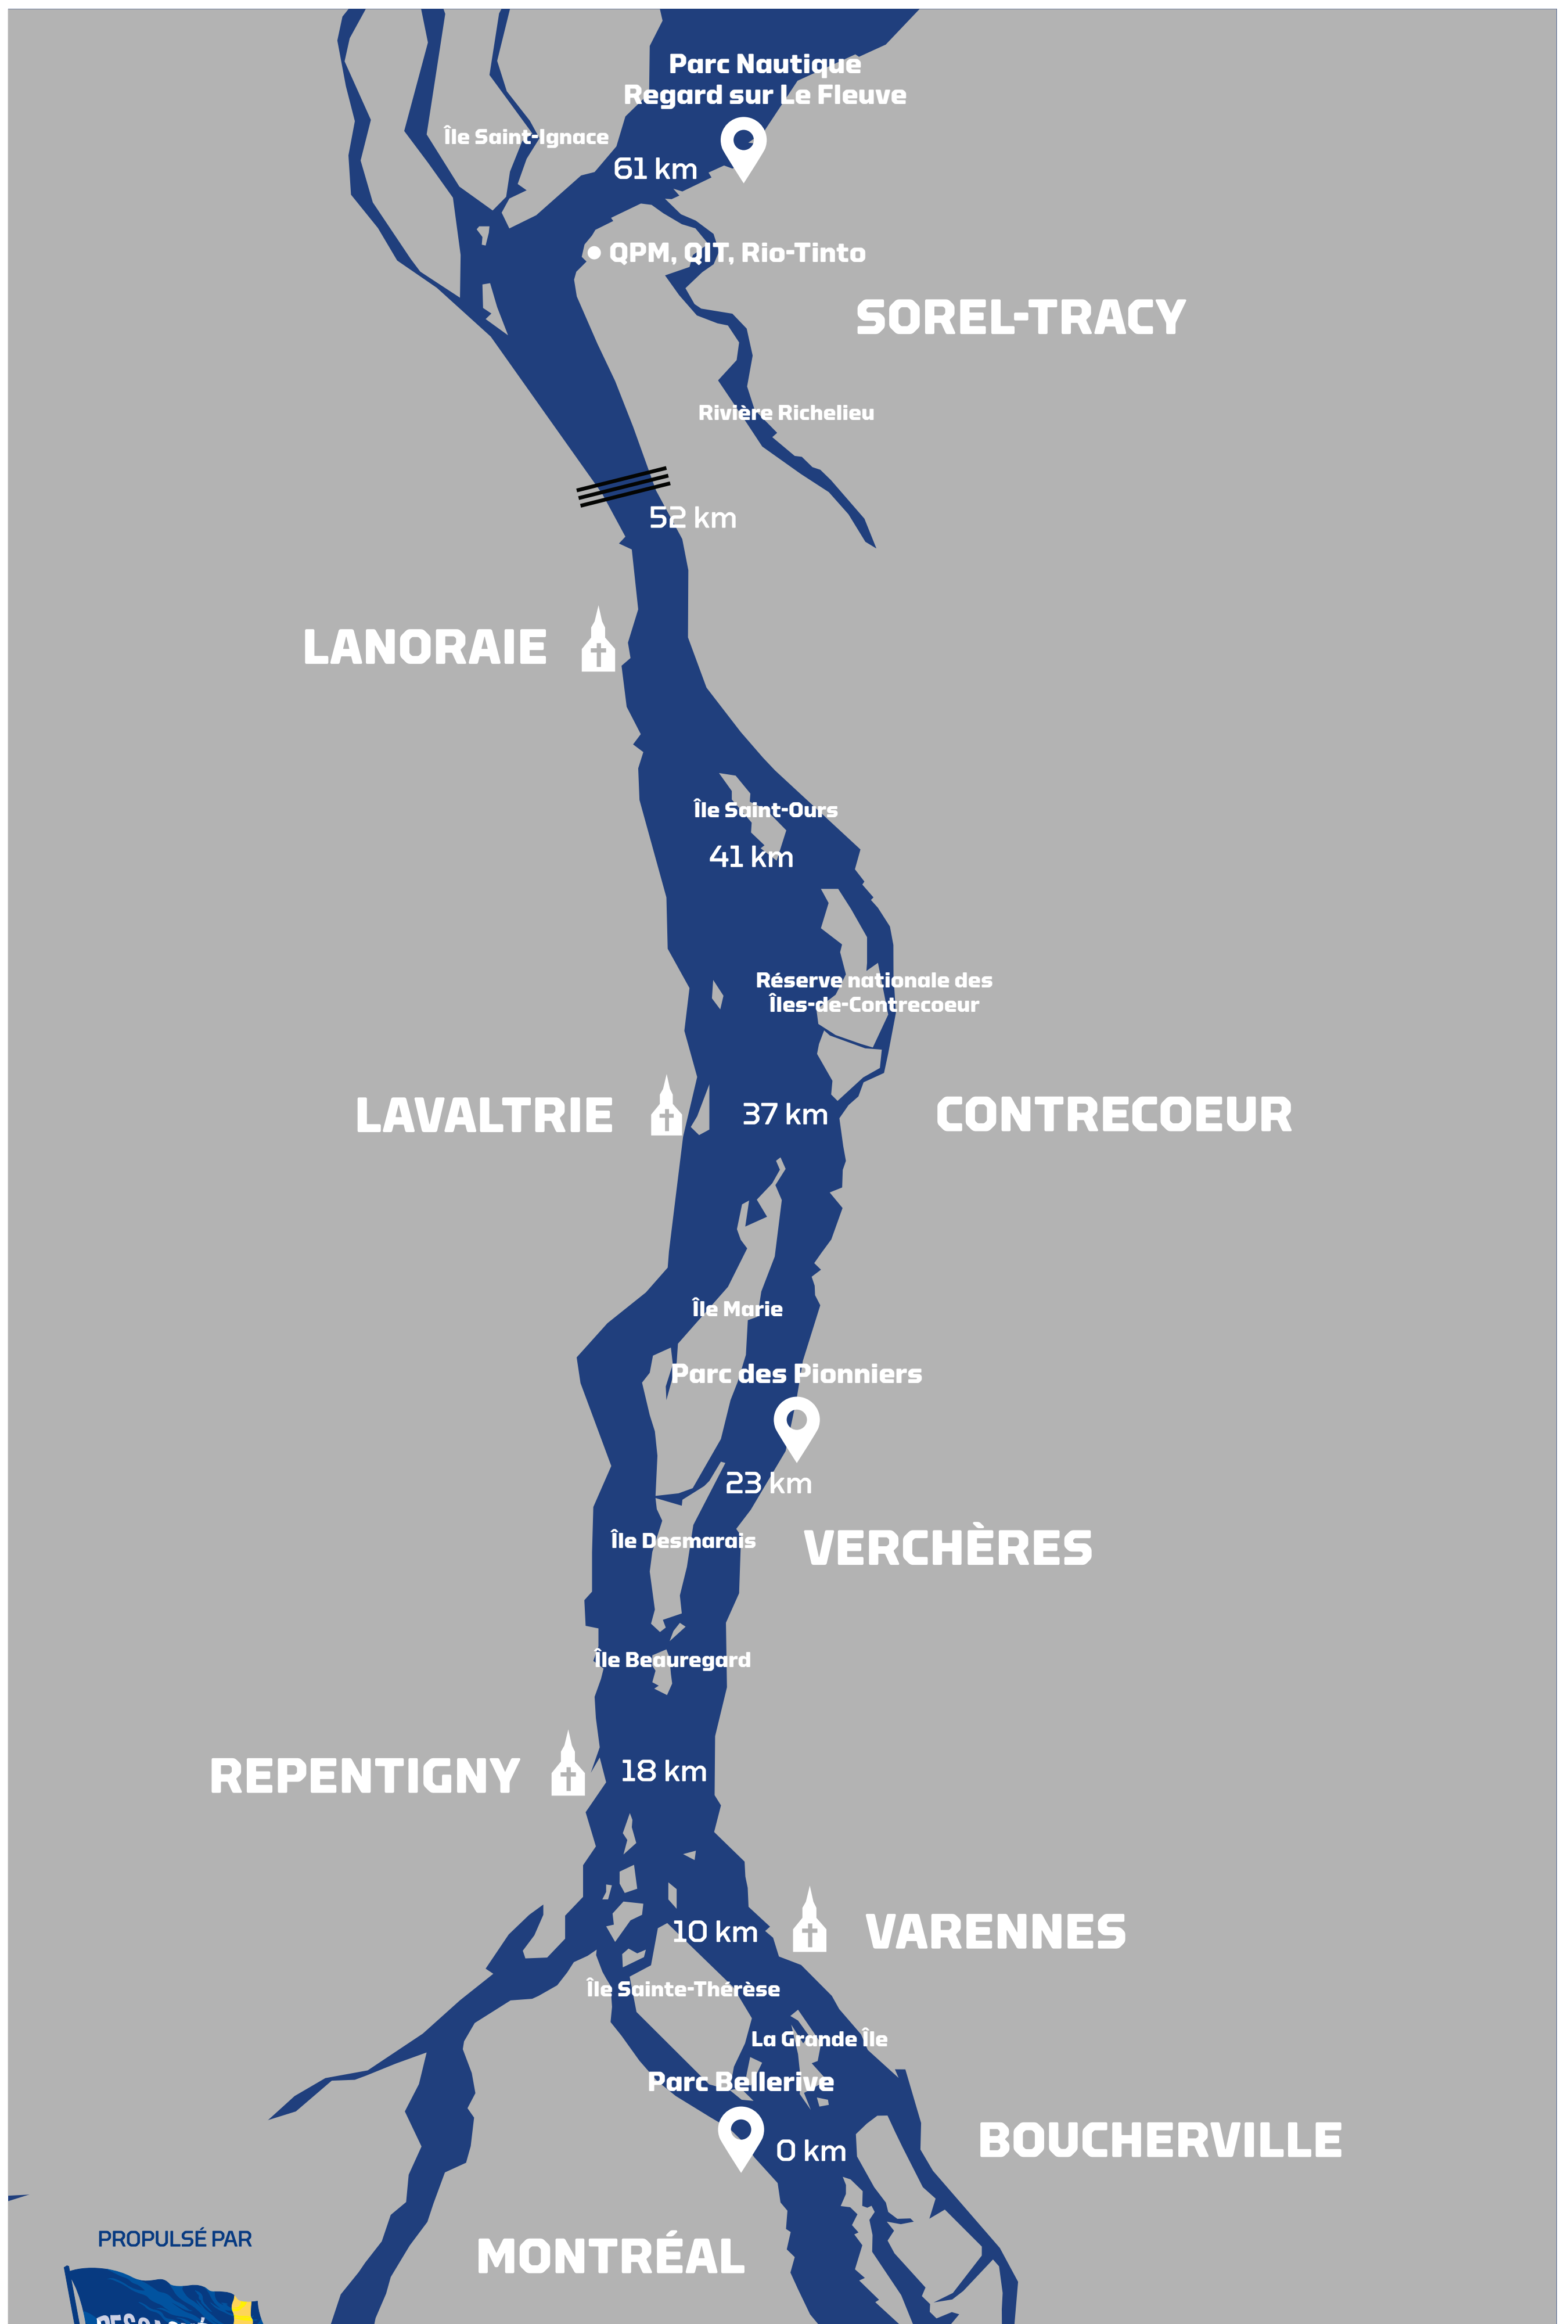 Parc Nautique
Regard sur Le Fleuve
Île Saint-Ignace
61 km
QPM, QIT, Rio-Tinto
SOREL-TRACY
Rivière Richelieu
52 km
LANORAIE
Île Saint-Ours
41 km
Réserve nationale des
Îles-de-Contrecoeur
LAVALTRIE
37 km
CONTRECOEUR
Île Marie
Parc des Pionniers
23 km
Île Desmarais
VERCHÈRES
Île Beauregard
REPENTIGNY
18 km
10 km
VARENNES
Île Sainte-Thérèse
La Grande Île
Parc Bellerive
0 km
BOUCHERVILLE
PROPULSÉ PAR
MONTRÉAL